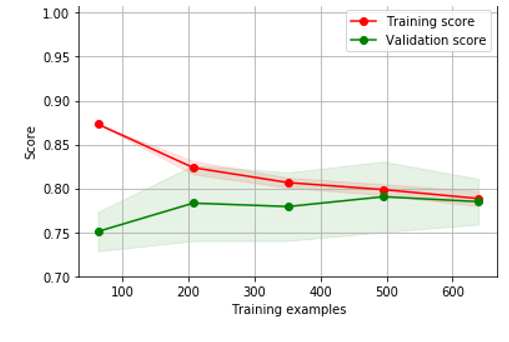 1.00
Training score
Validation score
0.95
0.90
0.85
0.80
0.75
0.70
Score
100 200 300 400 500 600
Training examples